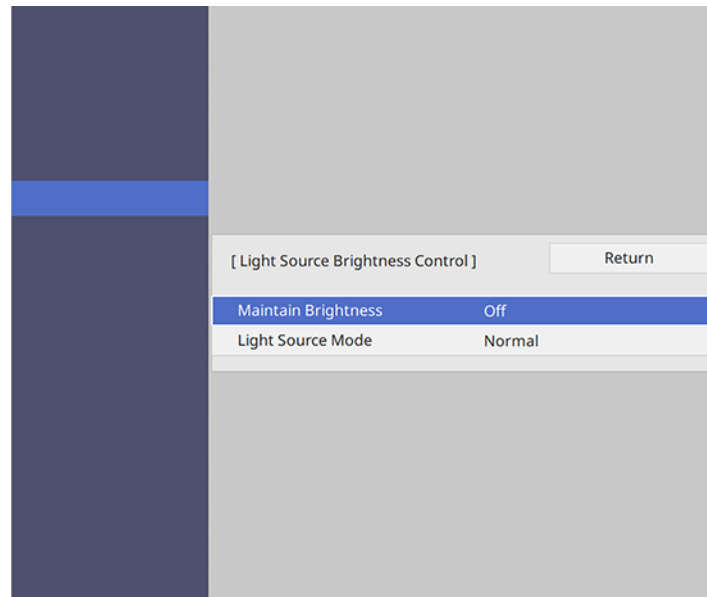 [ Light Source Brightness Control ] Return
Maintain Brightness Off
Light Source Mode Normal